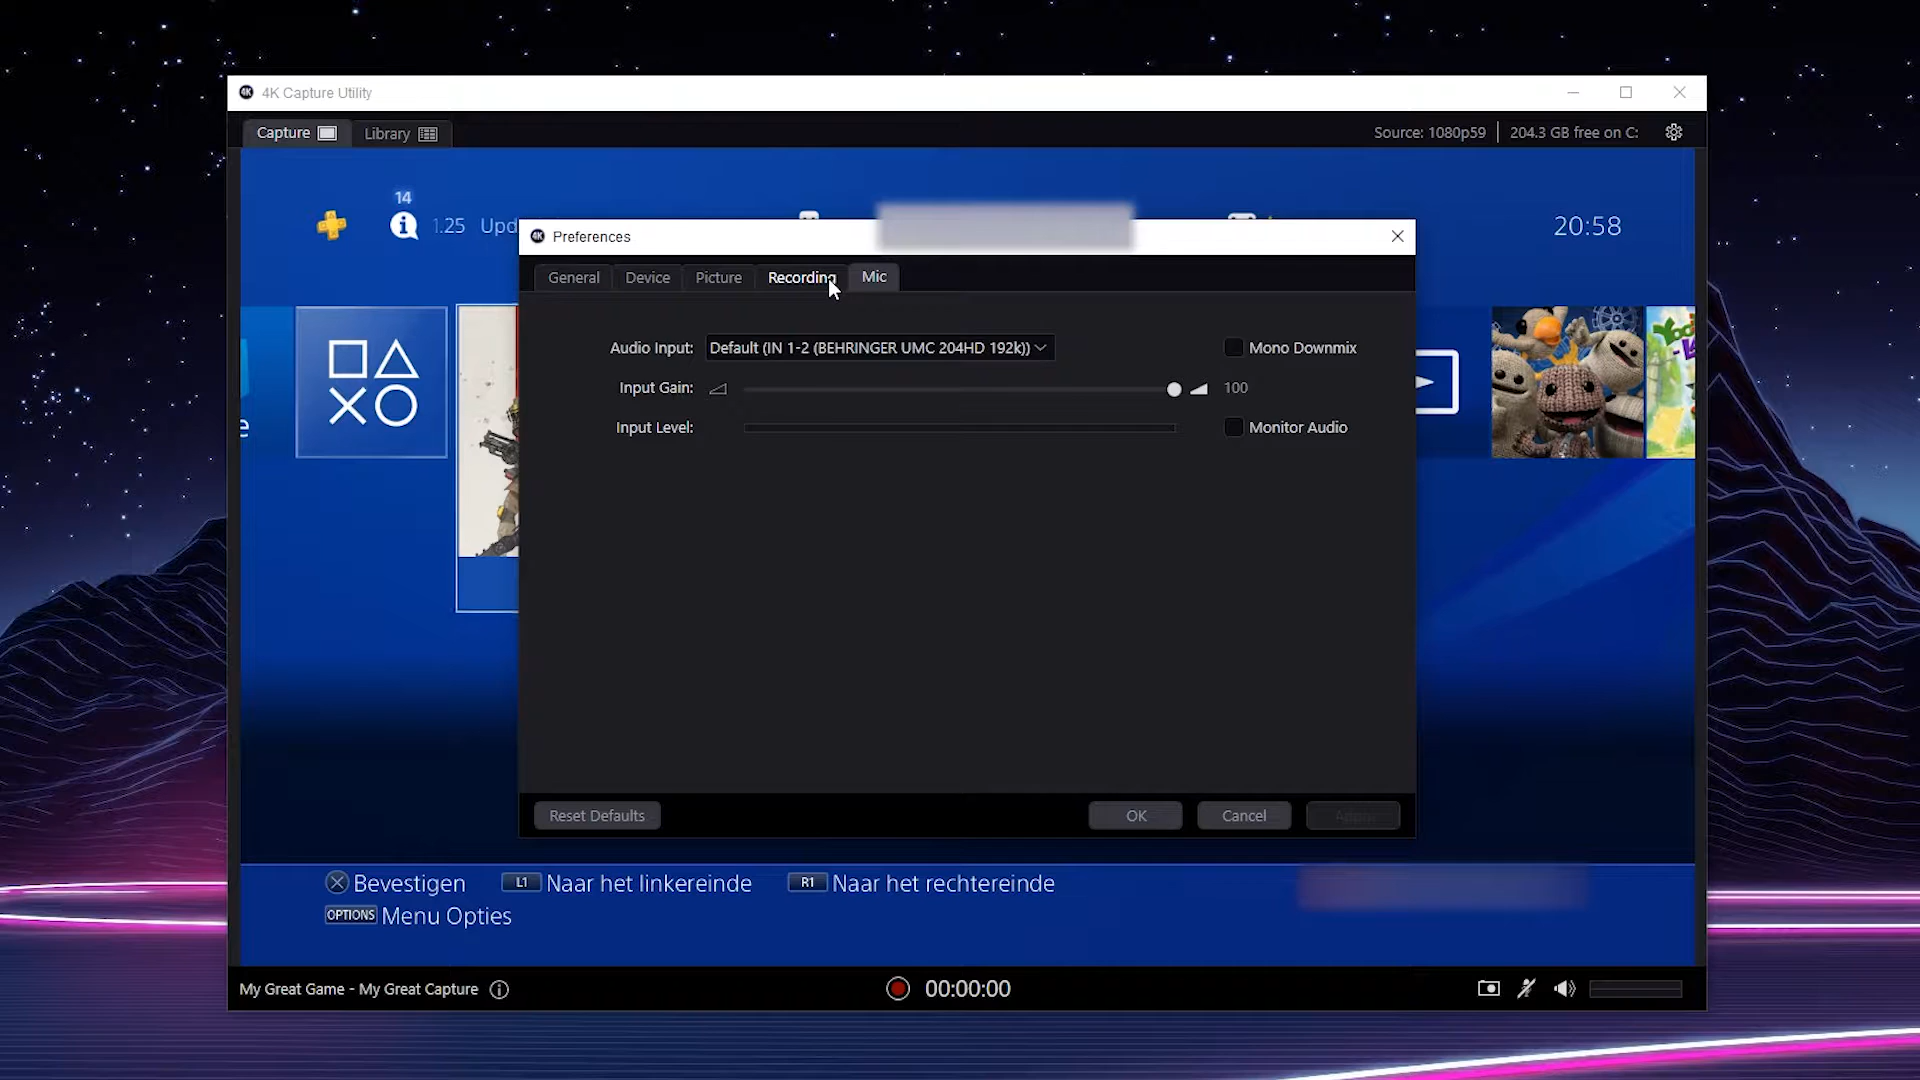 4K Capture Utility
Capture
Library
Source: 1080p59
204.3 GB free on C:
14
1.25 Upd
20:58
Preferences
General
Device
Picture
Recording
Mic
Audio Input:
Default (IN 1-2 (BEHRINGER UMC 204HD 192k))
Mono Downmix
Input Gain:
100
Input Level:
Monitor Audio
e
Reset Defaults
OK
Cancel
Apply
Bevestigen
L1 Naar het linkereinde
R1 Naar het rechtereinde
OPTIONS Menu Opties
My Great Game - My Great Capture
00:00:00